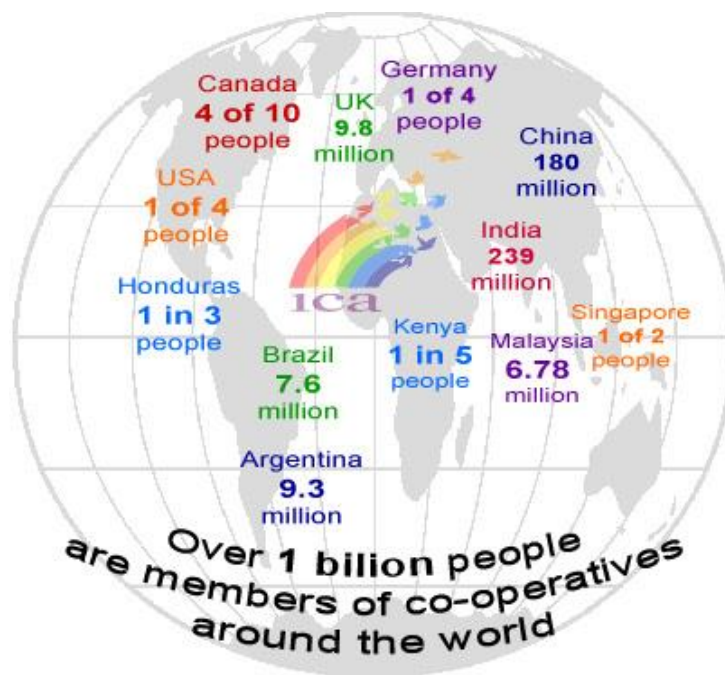 Canada
4 of 10
people
Germany
1 of 4
people
UK
9.8
million
China
180
million
USA
1 of 4
people
India
239
million
ica
Honduras
1 in 3
people
Singapore
1 of 2
people
Kenya
1 in 5
people
Malaysia
6.78
million
Brazil
7.6
million
Argentina
9.3
million
Over 1 bilion people
are members of co-operatives
around the world